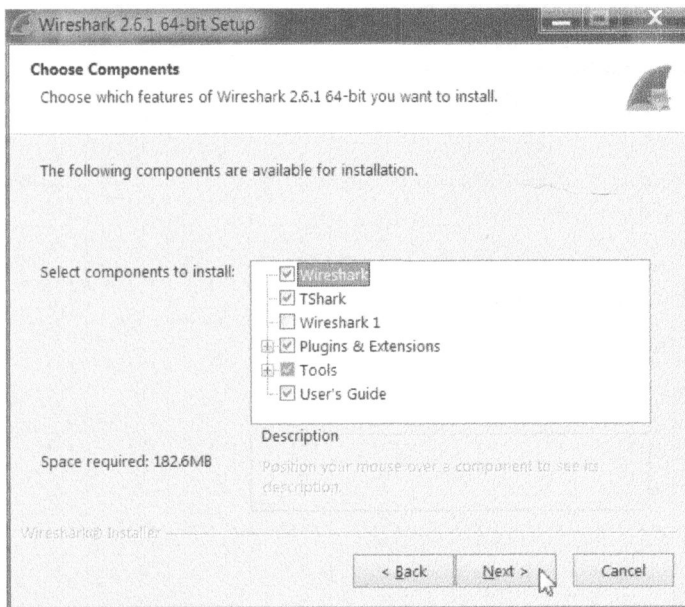 Wireshark 2.6.1 64-bit Setup
Choose Components
Choose which features of Wireshark 2.6.1 64-bit you want to install.
The following components are available for installation.
Select components to install:
Wireshark
TShark
Wireshark 1
Plugins & Extensions
Tools
User's Guide
Space required: 182.6MB
Description
Position your mouse over a component to see its
description.
Wireshark® Installer
< Back
Next >
Cancel